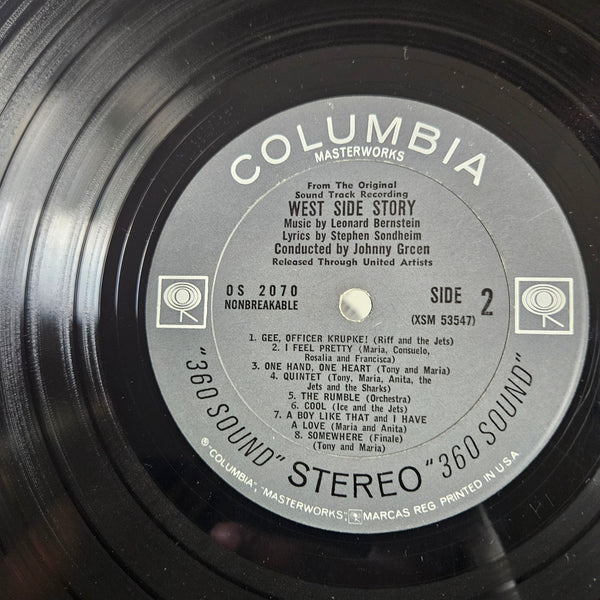 COLUMBIA
MASTERWORKS
From The Original
Sound Track Recording
WEST SIDE STORY
Music by Leonard Bernstein
Lyrics by Stephen Sondheim
Conducted by Johnny Green
Released Through United Artists
OS 2070
NONBREAKABLE
SIDE 2
(XSM 53547)
1. GEE, OFFICER KRUPKE! (Riff and the Jets)
2. I FEEL PRETTY (Maria, Consuelo,
Rosalia and Francisca)
3. ONE HAND, ONE HEART (Tony and Maria)
4. QUINTET (Tony, Maria, Anita, the
Jets and the Sharks)
5. THE RUMBLE (Orchestra)
6. COOL (Ice and the Jets)
7. A BOY LIKE THAT and I HAVE
A LOVE (Maria and Anita)
8. SOMEWHERE (Finale)
(Tony and Maria)
"360 SOUND" STEREO "360 SOUND"
® "COLUMBIA", "MASTERWORKS", MARCAS REG. PRINTED IN U.S.A.